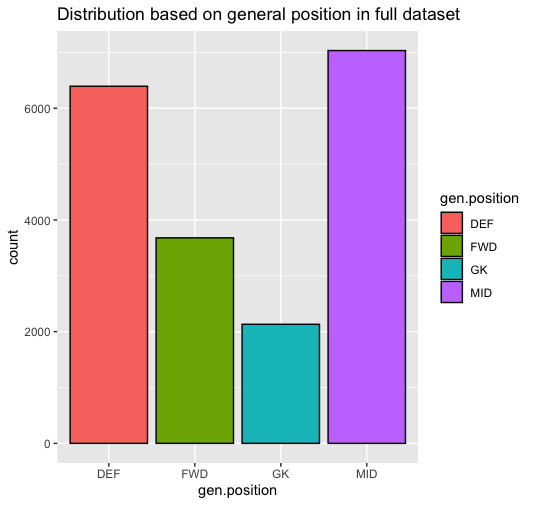 Distribution based on general position in full dataset
count
6000
4000
2000
0
DEF
FWD
GK
MID
gen.position
gen.position
DEF
FWD
GK
MID